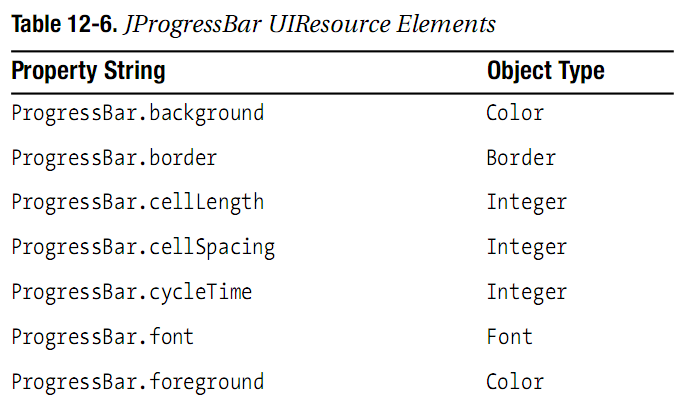 Table 12-6. JProgressBar UIResource Elements
Property String Object Type
ProgressBar.background Color
ProgressBar.border Border
ProgressBar.cellLength Integer
ProgressBar.cellSpacing Integer
ProgressBar.cycleTime Integer
ProgressBar.font Font
ProgressBar.foreground Color